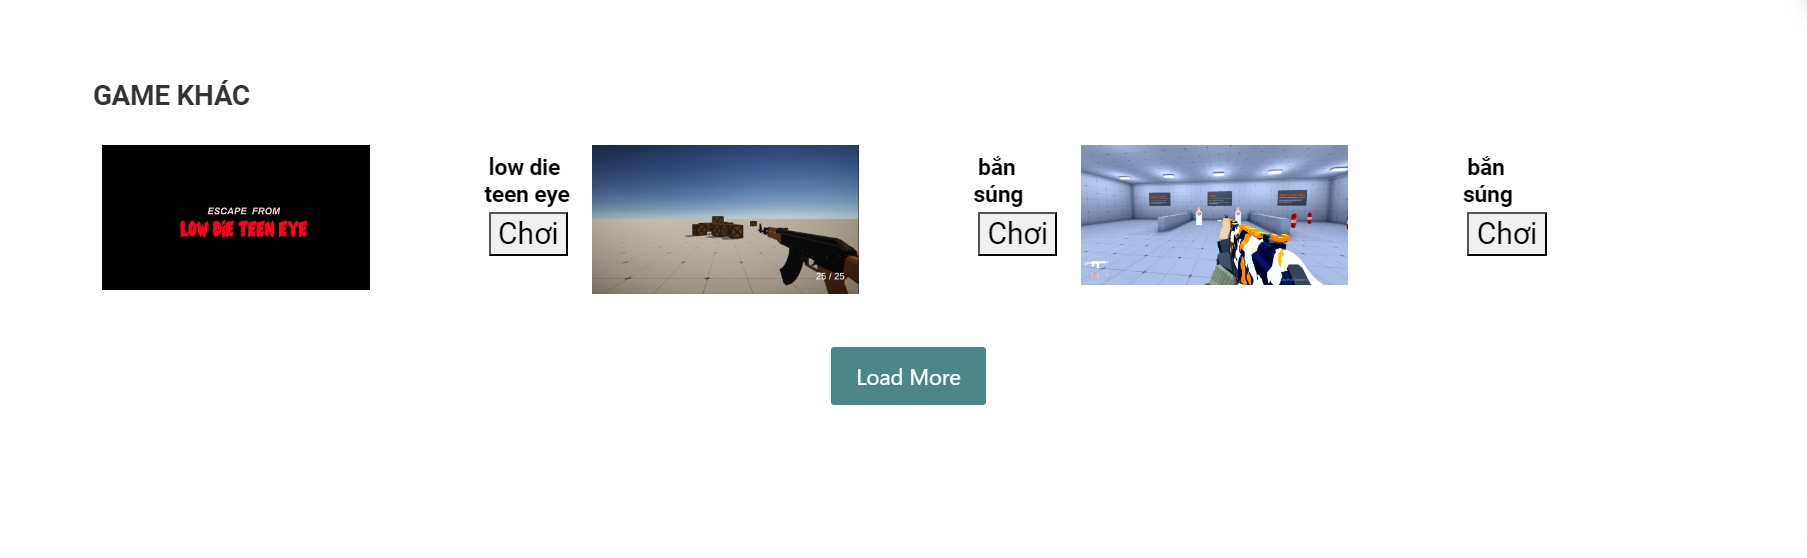 GAME KHÁC
ESCAPE FROM
LOW DIE TEEN EYE
low die
teen eye
Chơi
25 / 25
bắn
súng
Chơi
14
bắn
súng
Chơi
Load More